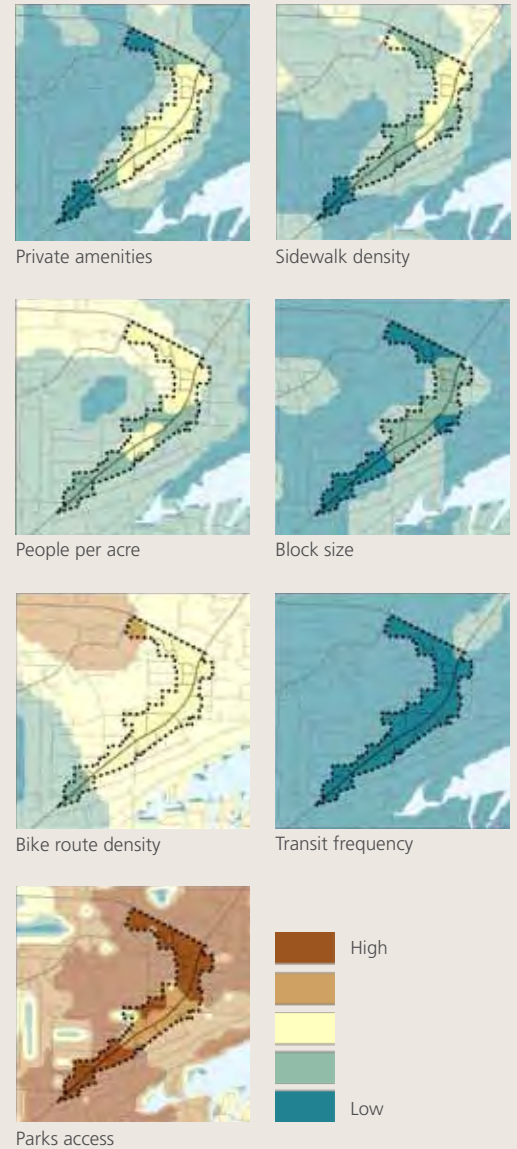 Private amenities
Sidewalk density
People per acre
Block size
Bike route density
Transit frequency
High
Low
Parks access